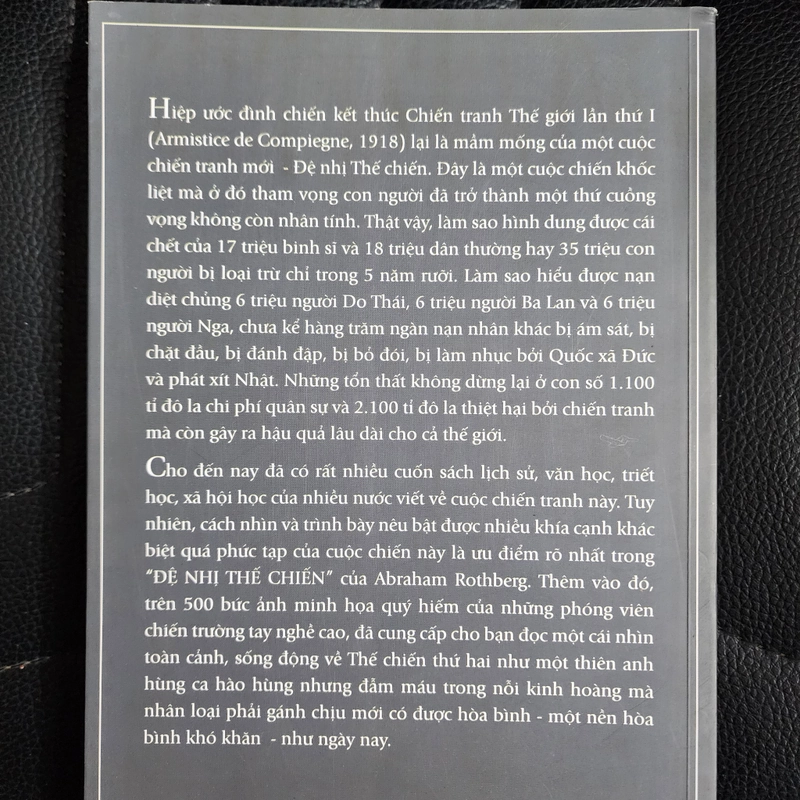 Hiệp ước đình chiến kết thúc Chiến tranh Thế giới lần thứ I
(Armistice de Compiegne, 1918) lại là mầm mống của một cuộc
chiến tranh mới - Đệ nhị Thế chiến. Đây là một cuộc chiến khốc
liệt mà ở đó tham vọng con người đã trở thành một thứ cuồng
vọng không còn nhân tính. Thật vậy, làm sao hình dung được cái
chết của 17 triệu binh sĩ và 18 triệu dân thường hay 35 triệu con
người bị loại trừ chỉ trong 5 năm rưỡi. Làm sao hiểu được nạn
diệt chủng 6 triệu người Do Thái, 6 triệu người Ba Lan và 6 triệu
người Nga, chưa kể hàng trăm ngàn nạn nhân khác bị ám sát, bị
chặt đầu, bị đánh đập, bị bỏ đói, bị làm nhục bởi Quốc xã Đức
và phát xít Nhật. Những tổn thất không dừng lại ở con số 1.100
tỉ đô la chi phí quân sự và 2.100 tỉ đô la thiệt hại bởi chiến tranh
mà còn gây ra hậu quả lâu dài cho cả thế giới.
Cho đến nay đã có rất nhiều cuốn sách lịch sử, văn học, triết
học, xã hội học của nhiều nước viết về cuộc chiến tranh này. Tuy
nhiên, cách nhìn và trình bày nêu bật được nhiều khía cạnh khác
biệt quá phức tạp của cuộc chiến này là ưu điểm rõ nhất trong
“ĐỆ NHỊ THẾ CHIẾN” của Abraham Rothberg. Thêm vào đó,
trên 500 bức ảnh minh họa quý hiếm của những phóng viên
chiến trường tay nghề cao, đã cung cấp cho bạn đọc một cái nhìn
toàn cảnh, sống động về Thế chiến thứ hai như một thiên anh
hùng ca hào hùng nhưng đẫm máu trong nỗi kinh hoàng mà
nhân loại phải gánh chịu mới có được hòa bình - một nền hòa
bình khó khăn - như ngày nay.